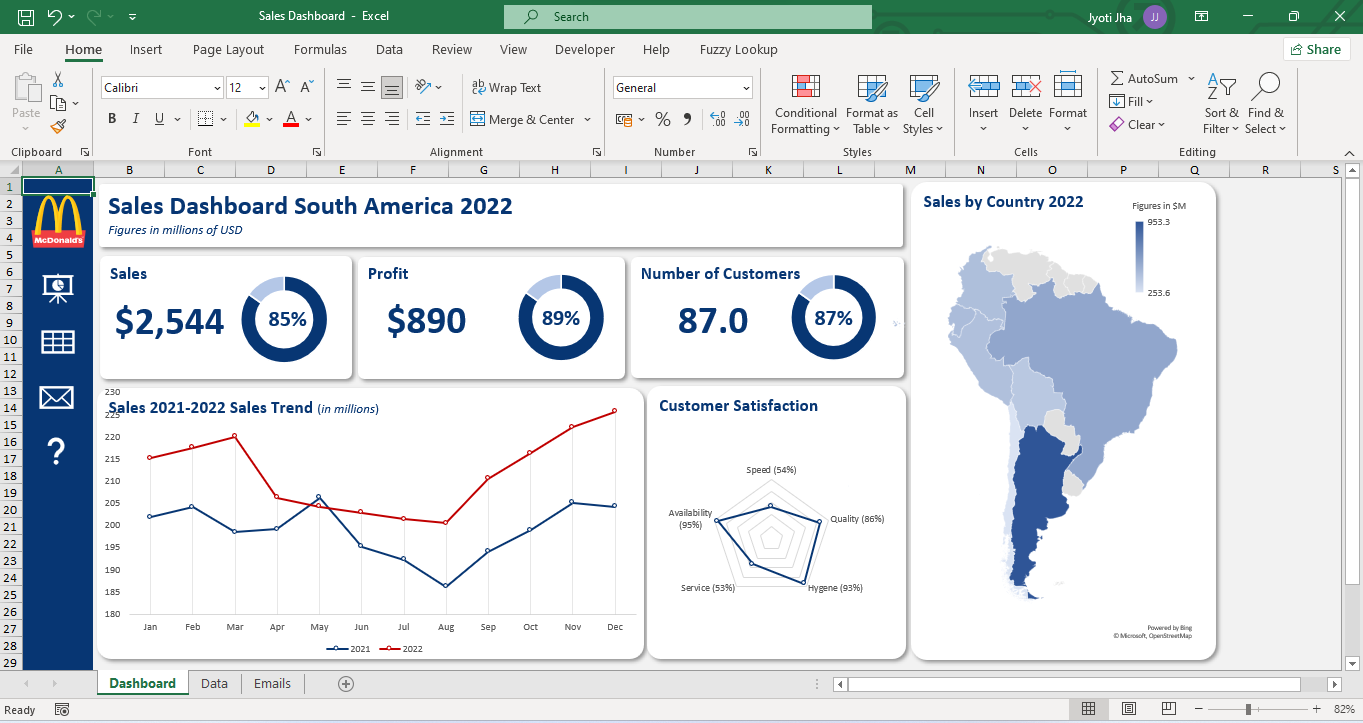 Sales Dashboard - Excel
Search
Jyoti Jha
JJ
File Home Insert Page Layout Formulas Data Review View Developer Help Fuzzy Lookup
Share
Paste
Calibri 12
B I U
General
Wrap Text
Merge & Center
Conditional Formatting
Format as Table
Cell Styles
Insert Delete Format
AutoSum
Fill
Clear
Sort & Filter
Find & Select
Clipboard Font Alignment Number Styles Cells Editing
A B C D E F G H I J K L M N O P Q R S
1
2
3
4
5
6
7
8
9
10
11
12
13
14
15
16
17
18
19
20
21
22
23
24
25
26
27
28
29
McDonald's
?
Sales Dashboard South America 2022
Figures in millions of USD
Sales
$2,544
85%
Profit
$890
89%
Number of Customers
87.0
87%
Sales 2021-2022 Sales Trend (in millions)
230
225
220
215
210
205
200
195
190
185
180
Jan Feb Mar Apr May Jun Jul Aug Sep Oct Nov Dec
2021 2022
Customer Satisfaction
Speed (54%)
Availability
(95%)
Quality (86%)
Service (53%)
Hygene (93%)
Sales by Country 2022
Figures in $M
953.3
253.6
Powered by Bing
© Microsoft, OpenStreetMap
Dashboard Data Emails
Ready
82%